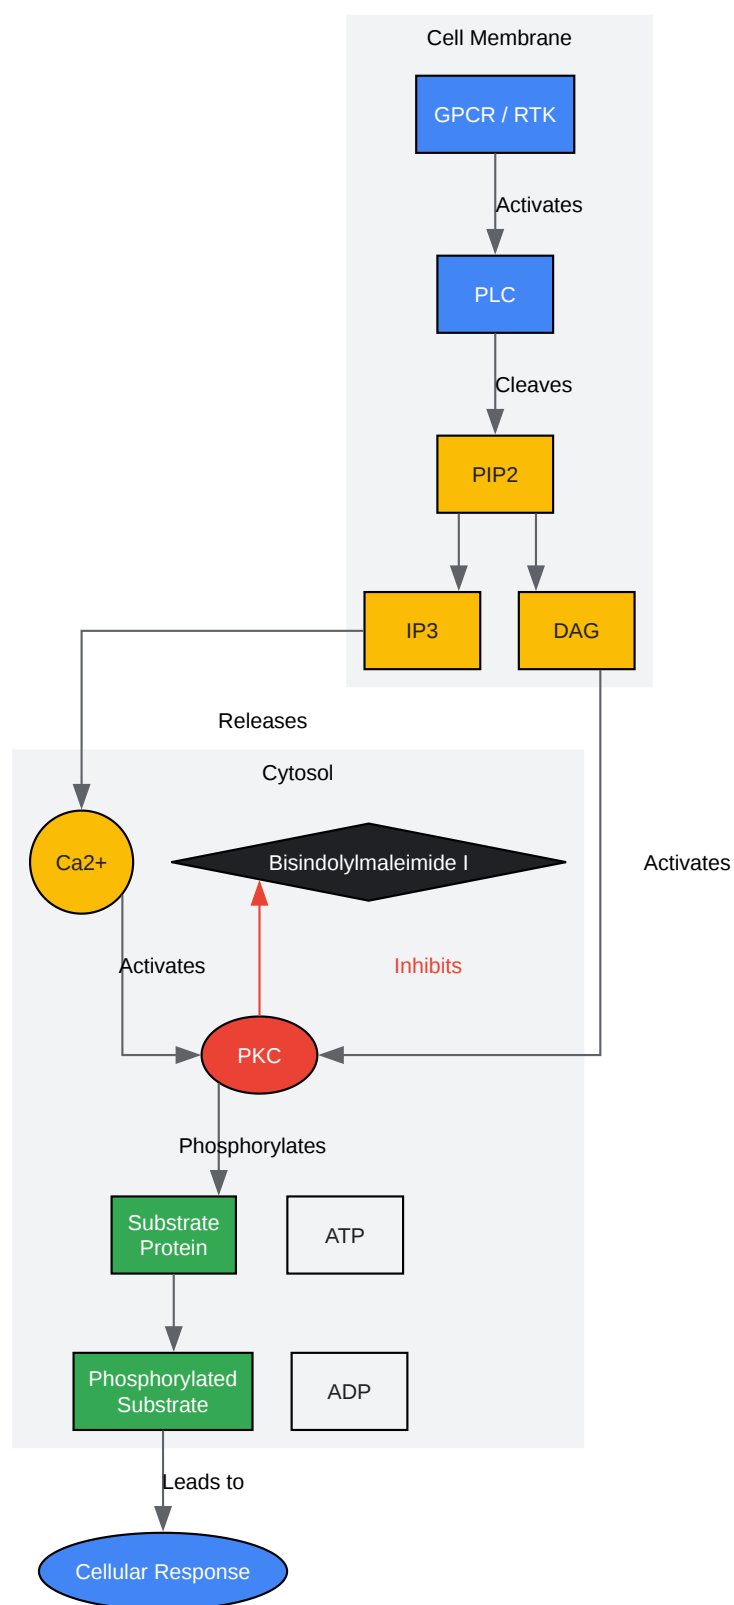 Cell Membrane
GPCR / RTK
Activates
PLC
Cleaves
PIP2
IP3
DAG
Releases
Cytosol
Ca2+
Bisindolylmaleimide I
Activates
Activates
Inhibits
PKC
Phosphorylates
Substrate
Protein
ATP
Phosphorylated
Substrate
ADP
Leads to
Cellular Response